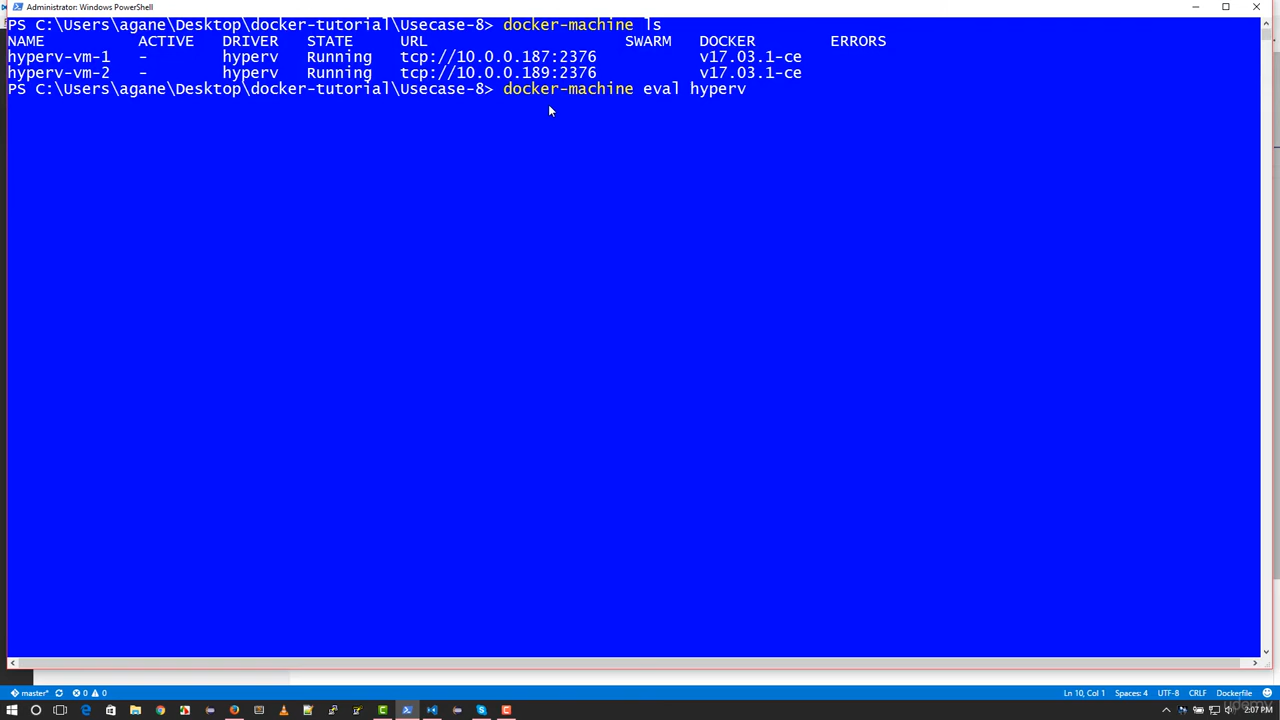 Administrator: Windows PowerShell
PS C:\Users\agane\Desktop\docker-tutorial\Usecase-8> docker-machine ls
NAME ACTIVE DRIVER STATE URL SWARM DOCKER ERRORS
hyperv-vm-1 - hyperv Running tcp://10.0.0.187:2376 v17.03.1-ce
hyperv-vm-2 - hyperv Running tcp://10.0.0.189:2376 v17.03.1-ce
PS C:\Users\agane\Desktop\docker-tutorial\Usecase-8> docker-machine eval hyperv
master* 0 0 Ln 10, Col 1 Spaces: 4 UTF-8 CRLF Dockerfile
udemy
2:07 PM